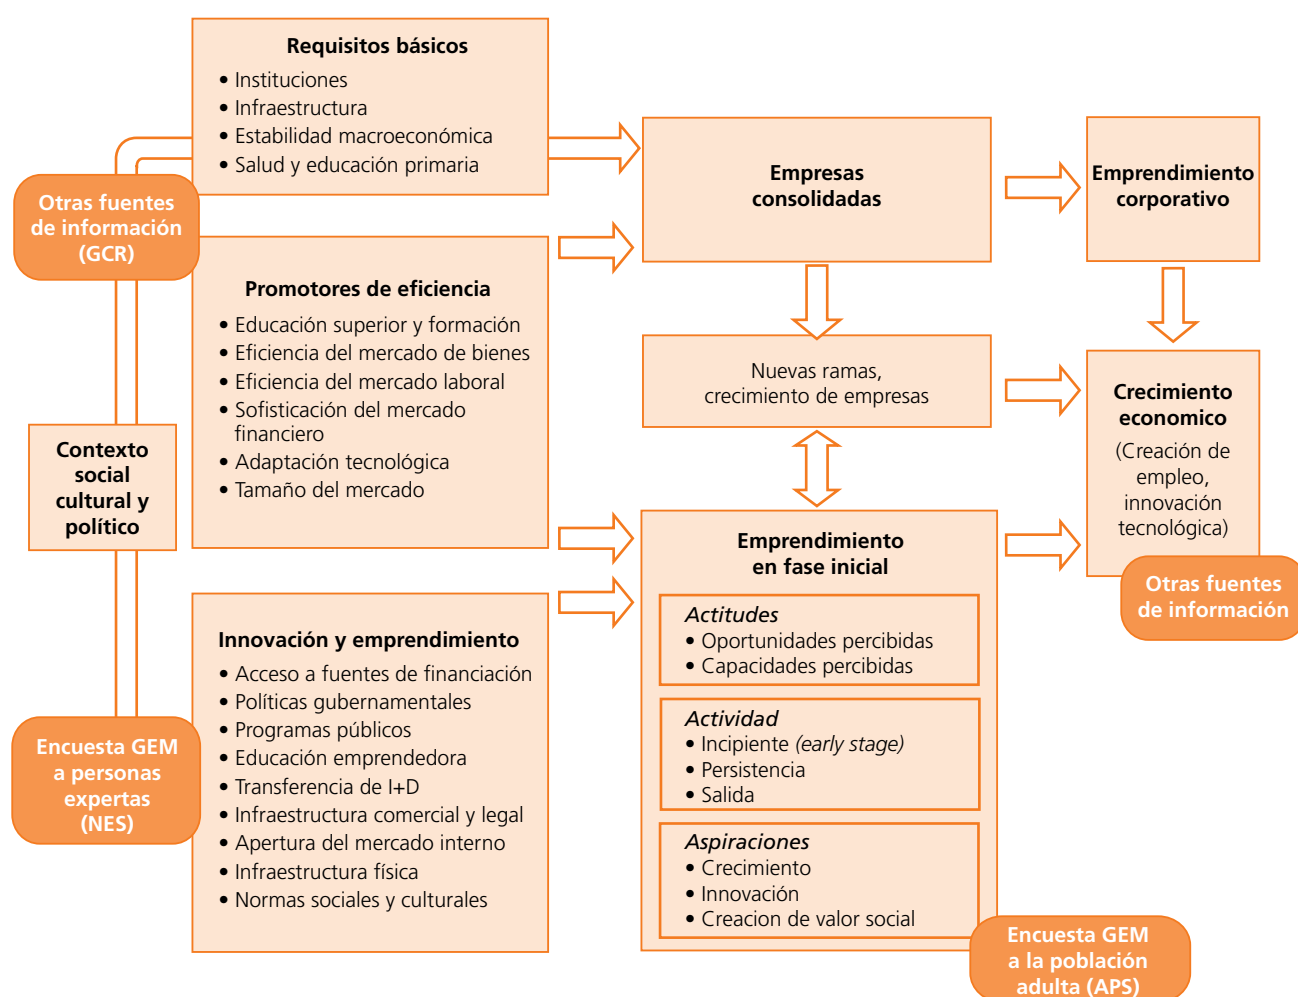 Requisitos básicos
• Instituciones
• Infraestructura
• Estabilidad macroeconómica
• Salud y educación primaria
Otras fuentes
de información
(GCR)
Promotores de eficiencia
• Educación superior y formación
• Eficiencia del mercado de bienes
• Eficiencia del mercado laboral
• Sofisticación del mercado
financiero
• Adaptación tecnológica
• Tamaño del mercado
Contexto
social
cultural y
político
Innovación y emprendimiento
• Acceso a fuentes de financiación
• Políticas gubernamentales
• Programas públicos
• Educación emprendedora
• Transferencia de I+D
• Infraestructura comercial y legal
• Apertura del mercado interno
• Infraestructura física
• Normas sociales y culturales
Encuesta GEM
a personas
expertas
(NES)
Empresas
consolidadas
Nuevas ramas,
crecimiento de empresas
Emprendimiento
en fase inicial
Actitudes
• Oportunidades percibidas
• Capacidades percibidas
Actividad
• Incipiente (early stage)
• Persistencia
• Salida
Aspiraciones
• Crecimiento
• Innovación
• Creacion de valor social
Encuesta GEM
a la población
adulta (APS)
Emprendimiento
corporativo
Crecimiento
economico
(Creación de
empleo,
innovación
tecnológica)
Otras fuentes
de información